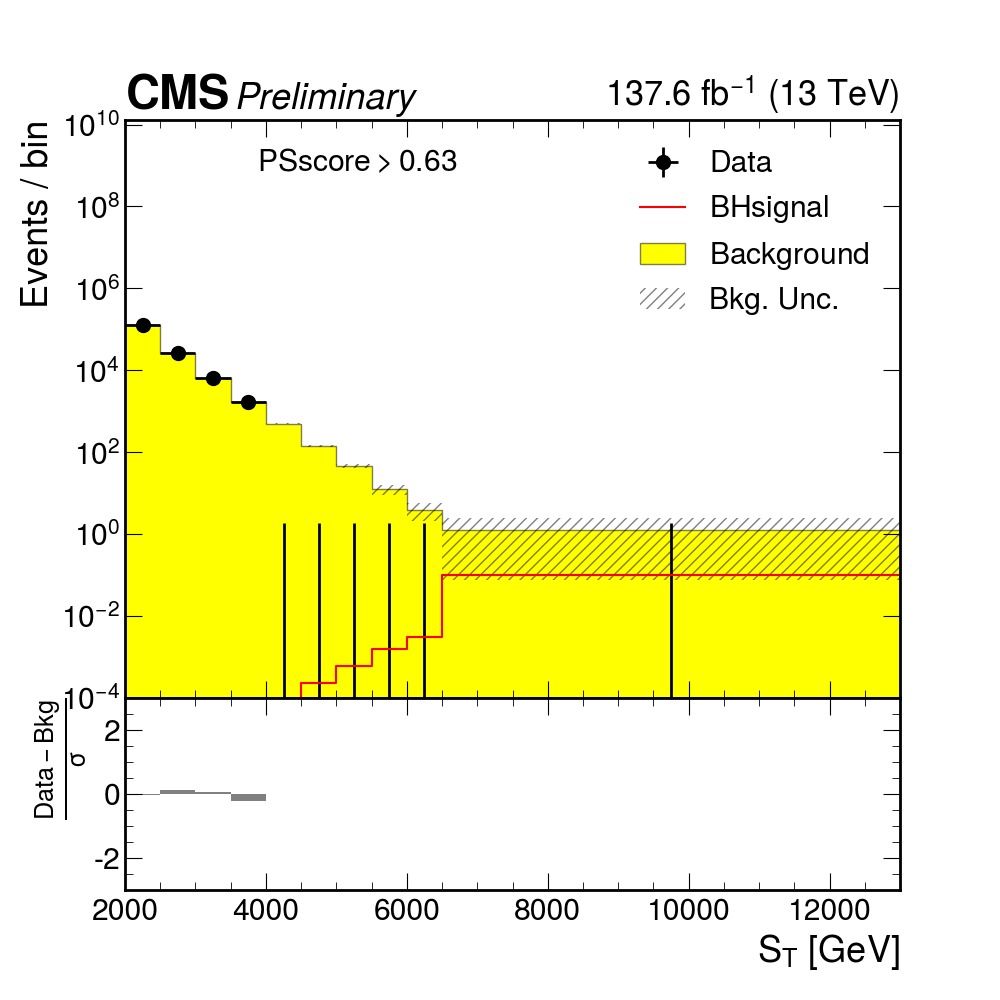 CMS Preliminary 137.6 fb⁻¹ (13 TeV)
Events / bin
10¹⁰
10⁸
10⁶
10⁴
10²
10⁰
10⁻²
10⁻⁴
PSscore > 0.63
Data
BHsignal
Background
Bkg. Unc.
Data − Bkg
σ
2
0
-2
2000 4000 6000 8000 10000 12000
S_T [GeV]